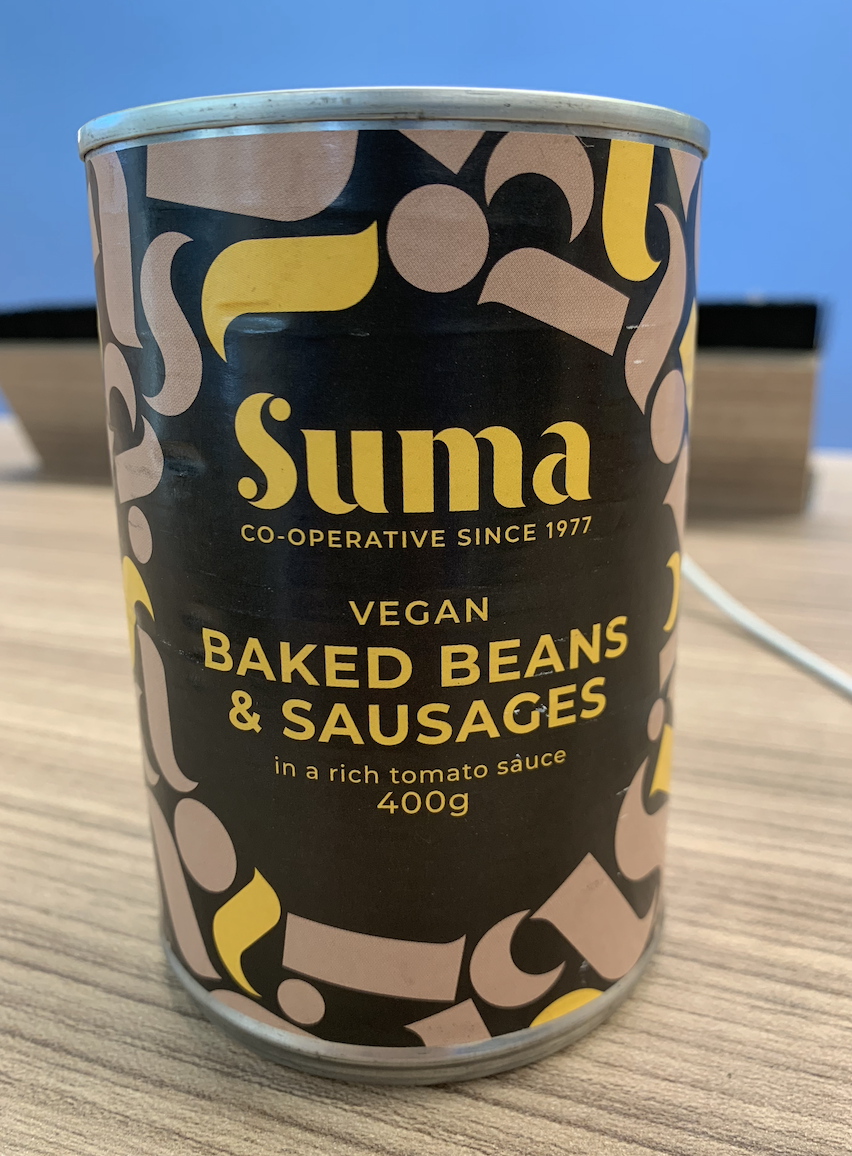 Suma
CO-OPERATIVE SINCE 1977
VEGAN
BAKED BEANS
& SAUSAGES
in a rich tomato sauce
400g